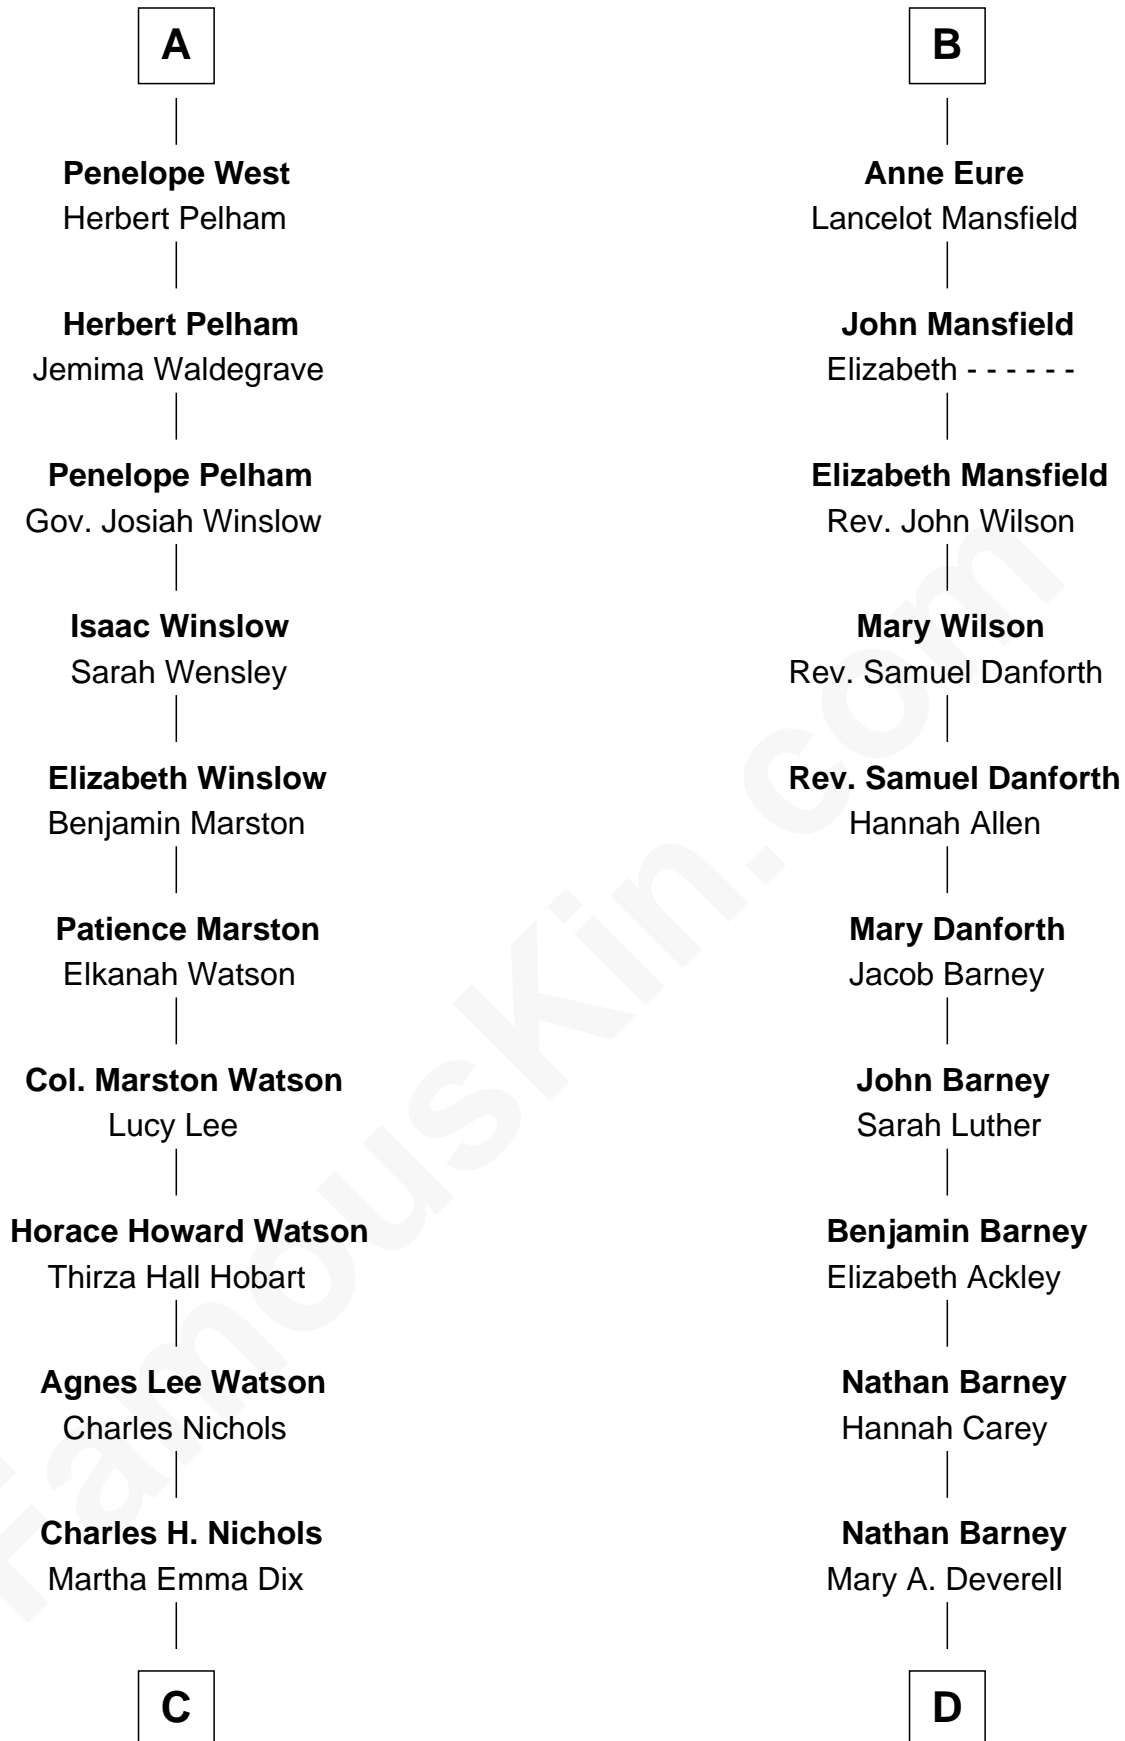 A
Penelope West
Herbert Pelham
Herbert Pelham
Jemima Waldegrave
Penelope Pelham
Gov. Josiah Winslow
Isaac Winslow
Sarah Wensley
Elizabeth Winslow
Benjamin Marston
Patience Marston
Elkanah Watson
Col. Marston Watson
Lucy Lee
Horace Howard Watson
Thirza Hall Hobart
Agnes Lee Watson
Charles Nichols
Charles H. Nichols
Martha Emma Dix
C
B
Anne Eure
Lancelot Mansfield
John Mansfield
Elizabeth - - - - - -
Elizabeth Mansfield
Rev. John Wilson
Mary Wilson
Rev. Samuel Danforth
Rev. Samuel Danforth
Hannah Allen
Mary Danforth
Jacob Barney
John Barney
Sarah Luther
Benjamin Barney
Elizabeth Ackley
Nathan Barney
Hannah Carey
Nathan Barney
Mary A. Deverell
D
FamousKin.com